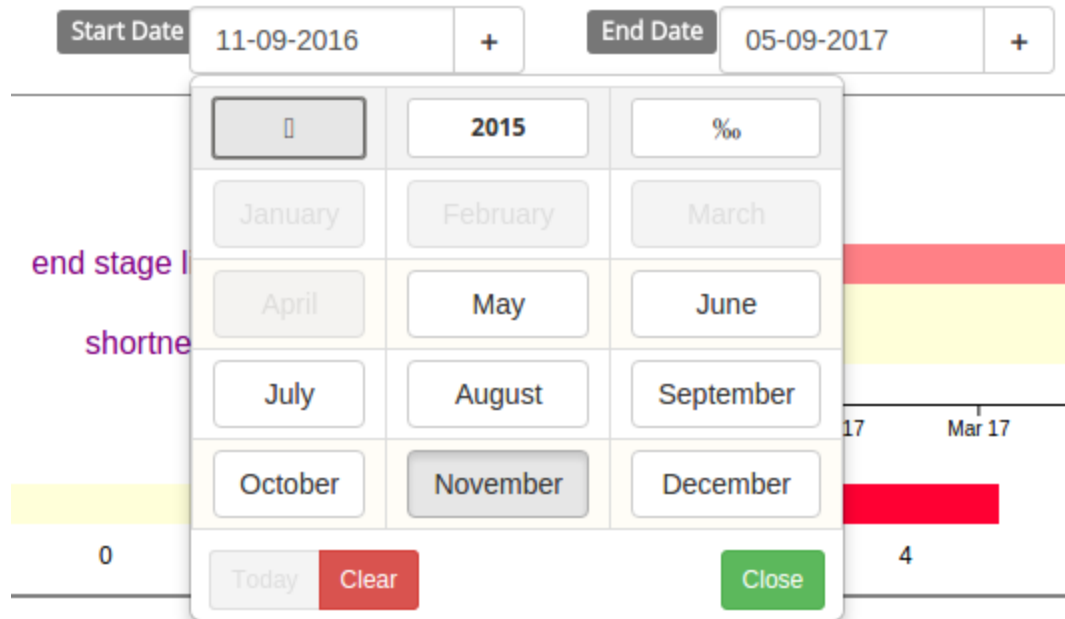 Start Date 11-09-2016 + End Date 05-09-2017 +
2015 ‰
January February March
end stage l
April May June
shortne
July August September
17 Mar 17
October November December
0 4
Today Clear Close